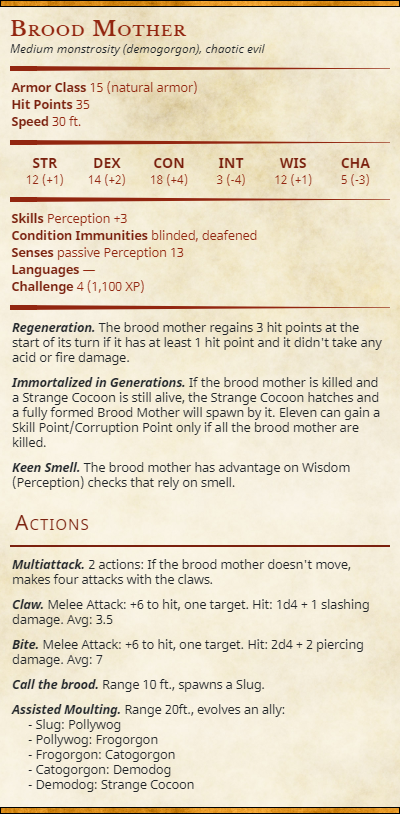 Brood Mother
Medium monstrosity (demogorgon), chaotic evil
Armor Class 15 (natural armor)
Hit Points 35
Speed 30 ft.
STR DEX CON INT WIS CHA
12 (+1) 14 (+2) 18 (+4) 3 (-4) 12 (+1) 5 (-3)
Skills Perception +3
Condition Immunities blinded, deafened
Senses passive Perception 13
Languages —
Challenge 4 (1,100 XP)
Regeneration. The brood mother regains 3 hit points at the
start of its turn if it has at least 1 hit point and it didn't take any
acid or fire damage.
Immortalized in Generations. If the brood mother is killed and
a Strange Cocoon is still alive, the Strange Cocoon hatches and
a fully formed Brood Mother will spawn by it. Eleven can gain a
Skill Point/Corruption Point only if all the brood mother are
killed.
Keen Smell. The brood mother has advantage on Wisdom
(Perception) checks that rely on smell.
Actions
Multiattack. 2 actions: If the brood mother doesn't move,
makes four attacks with the claws.
Claw. Melee Attack: +6 to hit, one target. Hit: 1d4 + 1 slashing
damage. Avg: 3.5
Bite. Melee Attack: +6 to hit, one target. Hit: 2d4 + 2 piercing
damage. Avg: 7
Call the brood. Range 10 ft., spawns a Slug.
Assisted Moulting. Range 20ft., evolves an ally:
- Slug: Pollywog
- Pollywog: Frogorgon
- Frogorgon: Catogorgon
- Catogorgon: Demodog
- Demodog: Strange Cocoon